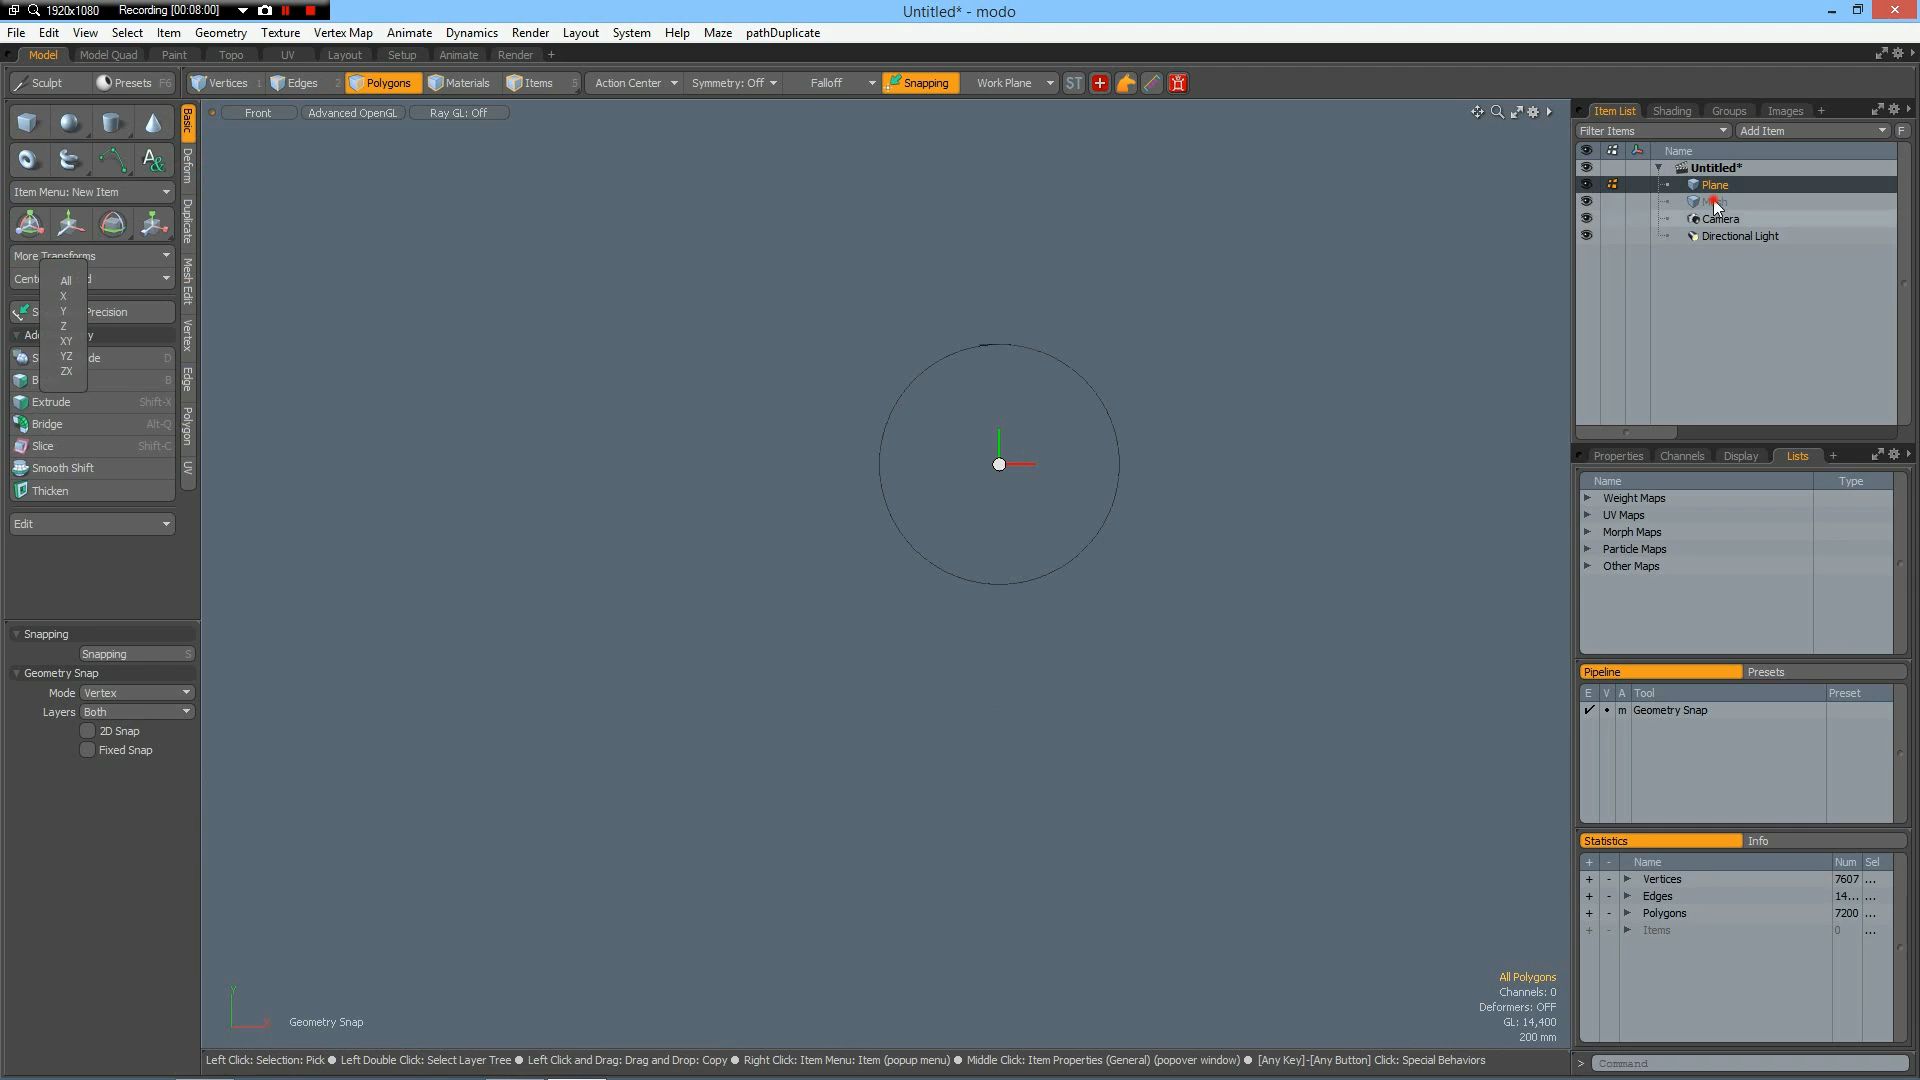 1920x1080 Recording [00:08:00]
Untitled* - modo
File Edit View Select Item Geometry Texture Vertex Map Animate Dynamics Render Layout System Help Maze pathDuplicate
Model Model Quad Paint Topo UV Layout Setup Animate Render +
Sculpt Presets F6 Vertices 1 Edges 2 Polygons Materials Items 5 Action Center Symmetry: Off Falloff Snapping Work Plane ST
Front Advanced OpenGL Ray GL: Off
Basic
Deform
Duplicate
Mesh Edit
Vertex
Edge
Polygon
UV
Item Menu: New Item
More Transforms
All
X
Y
Z
XY
YZ
ZX
Precision
D
B
Extrude Shift-X
Bridge Alt-Q
Slice Shift-C
Smooth Shift
Thicken
Edit
Snapping
Snapping S
Geometry Snap
Mode Vertex
Layers Both
2D Snap
Fixed Snap
Y
Geometry Snap
All Polygons
Channels: 0
Deformers: OFF
GL: 14,400
200 mm
Left Click: Selection: Pick ● Left Double Click: Select Layer Tree ● Left Click and Drag: Drag and Drop: Copy ● Right Click: Item Menu: Item (popup menu) ● Middle Click: Item Properties (General) (popover window) ● [Any Key]-[Any Button] Click: Special Behaviors
Item List Shading Groups Images +
Filter Items Add Item F
Name
Untitled*
Plane
Camera
Directional Light
Properties Channels Display Lists +
Name Type
Weight Maps
UV Maps
Morph Maps
Particle Maps
Other Maps
Pipeline Presets
E V A Tool Preset
m Geometry Snap
Statistics Info
+ - Name Num Sel
+ - Vertices 7607 ...
+ - Edges 14... ...
+ - Polygons 7200 ...
+ - Items 0 ...
> Command